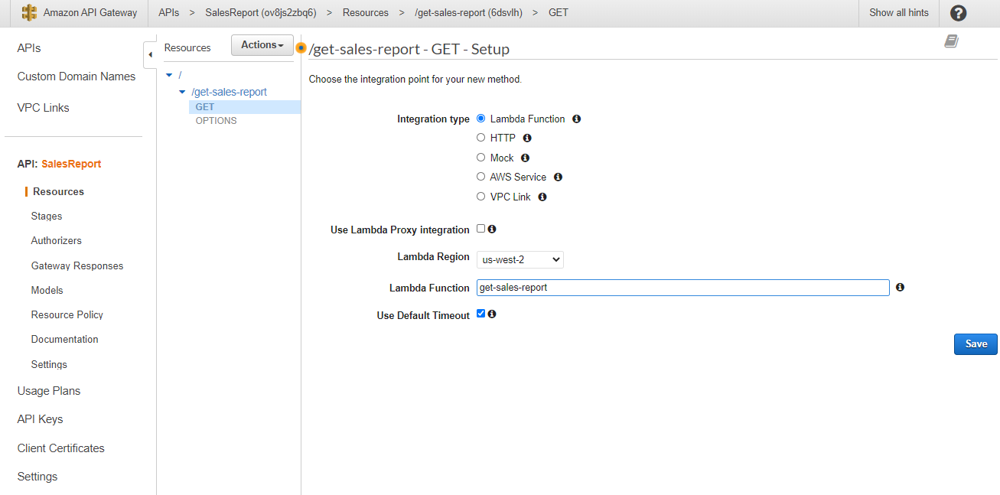 Amazon API Gateway APIs > SalesReport (ov8js2zbq6) > Resources > /get-sales-report (6dsvlh) > GET Show all hints ?
APIs
Custom Domain Names
VPC Links
API: SalesReport
Resources
Stages
Authorizers
Gateway Responses
Models
Resource Policy
Documentation
Settings
Usage Plans
API Keys
Client Certificates
Settings
Resources Actions
/
/get-sales-report
GET
OPTIONS
/get-sales-report - GET - Setup
Choose the integration point for your new method.
Integration type Lambda Function
HTTP
Mock
AWS Service
VPC Link
Use Lambda Proxy integration
Lambda Region us-west-2
Lambda Function get-sales-report
Use Default Timeout
Save